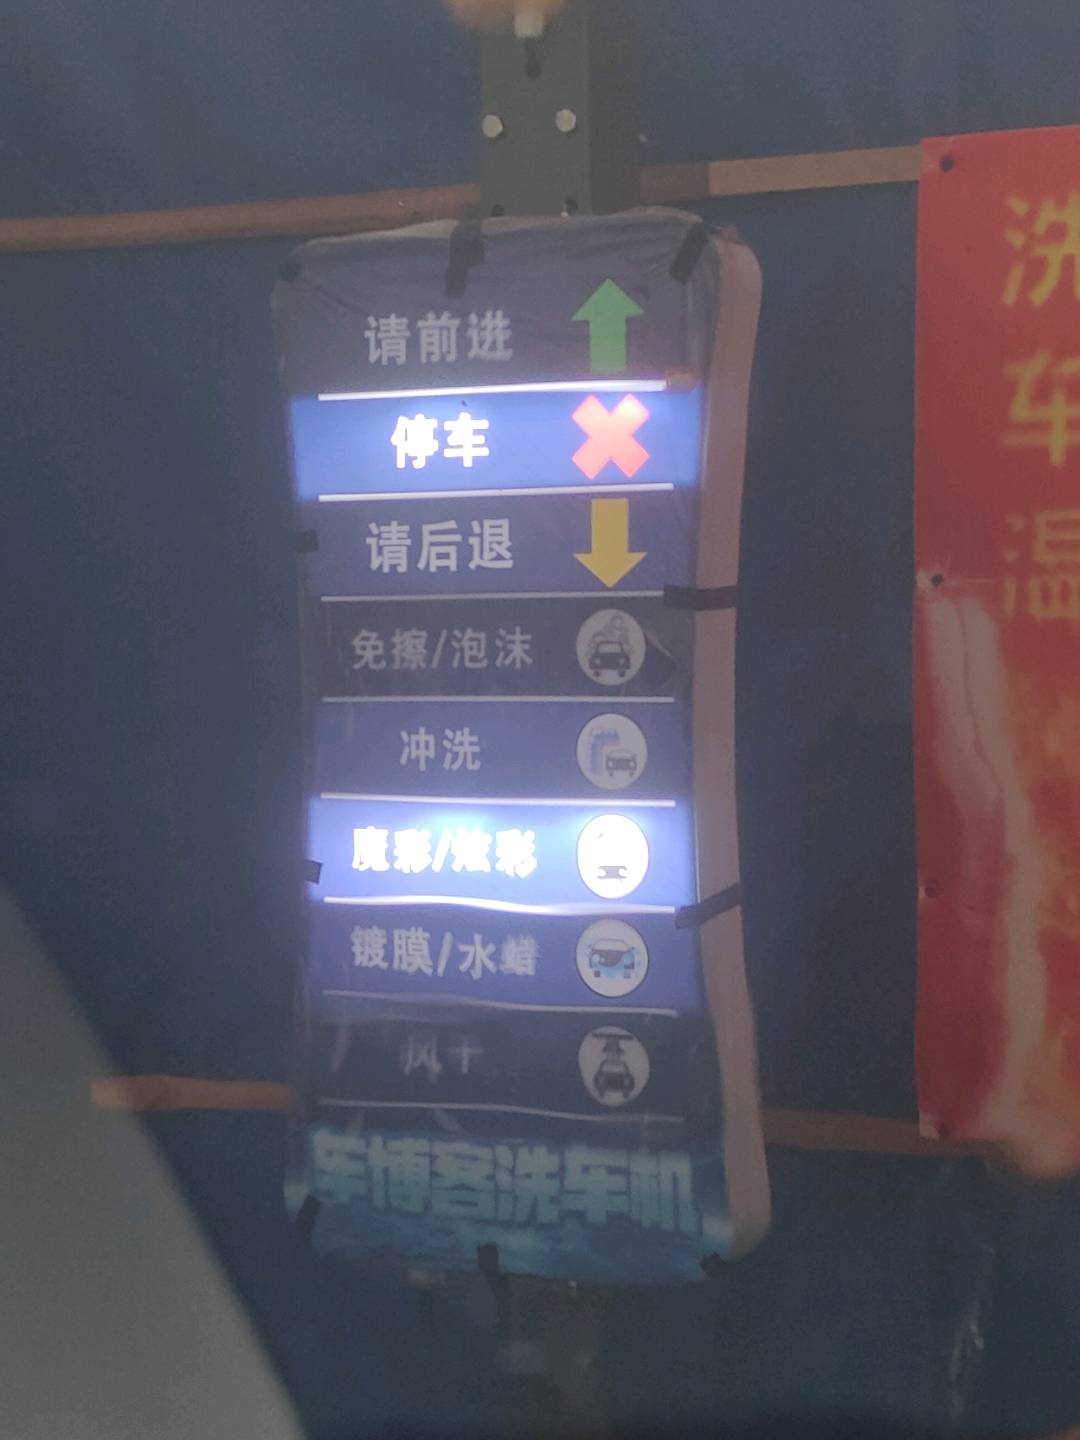 请前进
停车
请后退
免擦/泡沫
冲洗
魔彩/炫彩
镀膜/水蜡
风干
车博客洗车机
洗
车
温